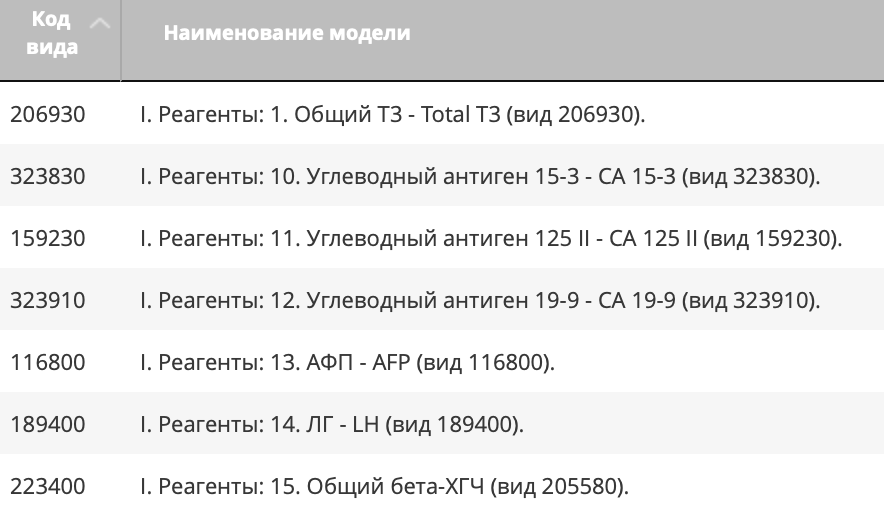 Код
вида
Наименование модели
206930 I. Реагенты: 1. Общий Т3 - Total T3 (вид 206930).
323830 I. Реагенты: 10. Углеводный антиген 15-3 - CA 15-3 (вид 323830).
159230 I. Реагенты: 11. Углеводный антиген 125 II - CA 125 II (вид 159230).
323910 I. Реагенты: 12. Углеводный антиген 19-9 - CA 19-9 (вид 323910).
116800 I. Реагенты: 13. АФП - AFP (вид 116800).
189400 I. Реагенты: 14. ЛГ - LH (вид 189400).
223400 I. Реагенты: 15. Общий бета-ХГЧ (вид 205580).